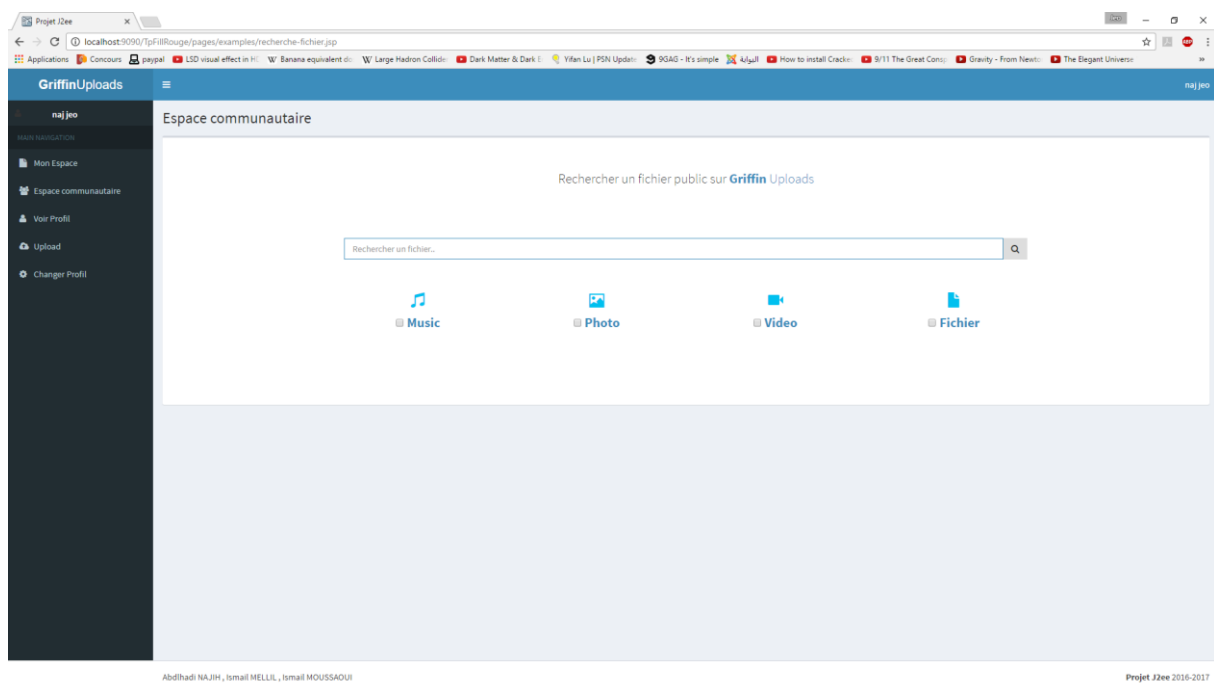 Projet J2ee
Jero
localhost:9090/TpFillRouge/pages/examples/recherche-fichier.jsp
Applications Concours paypal LSD visual effect in H Banana equivalent do Large Hadron Collide Dark Matter & Dark E Yifan Lu | PSN Update 9GAG - It's simple البوابة How to install Cracke 9/11 The Great Consp Gravity - From Newto The Elegant Universe »
GriffinUploads
naj jeo
naj jeo
MAIN NAVIGATION
Mon Espace
Espace communautaire
Voir Profil
Upload
Changer Profil
Espace communautaire
Rechercher un fichier public sur Griffin Uploads
Rechercher un fichier..
Music Photo Video Fichier
Abdlhadi NAJIH , Ismail MELLIL , Ismail MOUSSAOUI
Projet J2ee 2016-2017